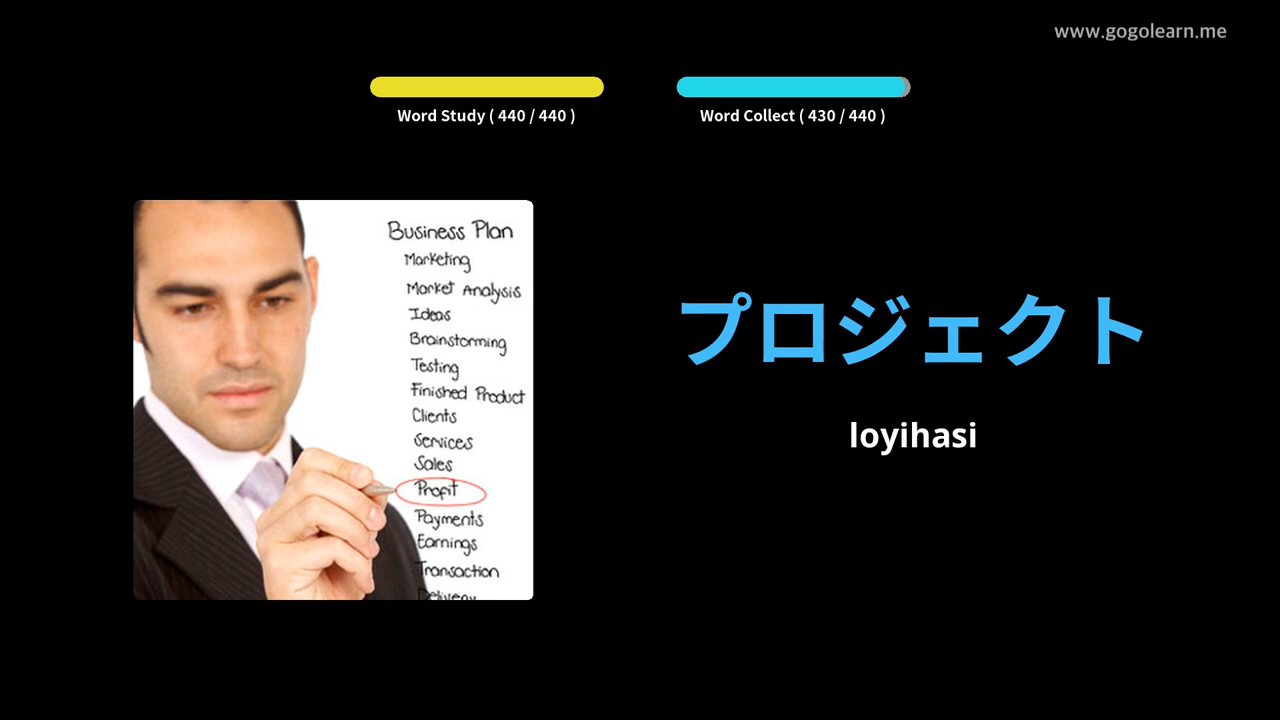 www.gogolearn.me
Word Study ( 440 / 440 )
Word Collect ( 430 / 440 )
Business Plan
Marketing
Market Analysis
Ideas
Brainstorming
Testing
Finished Product
Clients
Services
Sales
Profit
Payments
Earnings
Transaction
Delivery
プロジェクト
loyihasi